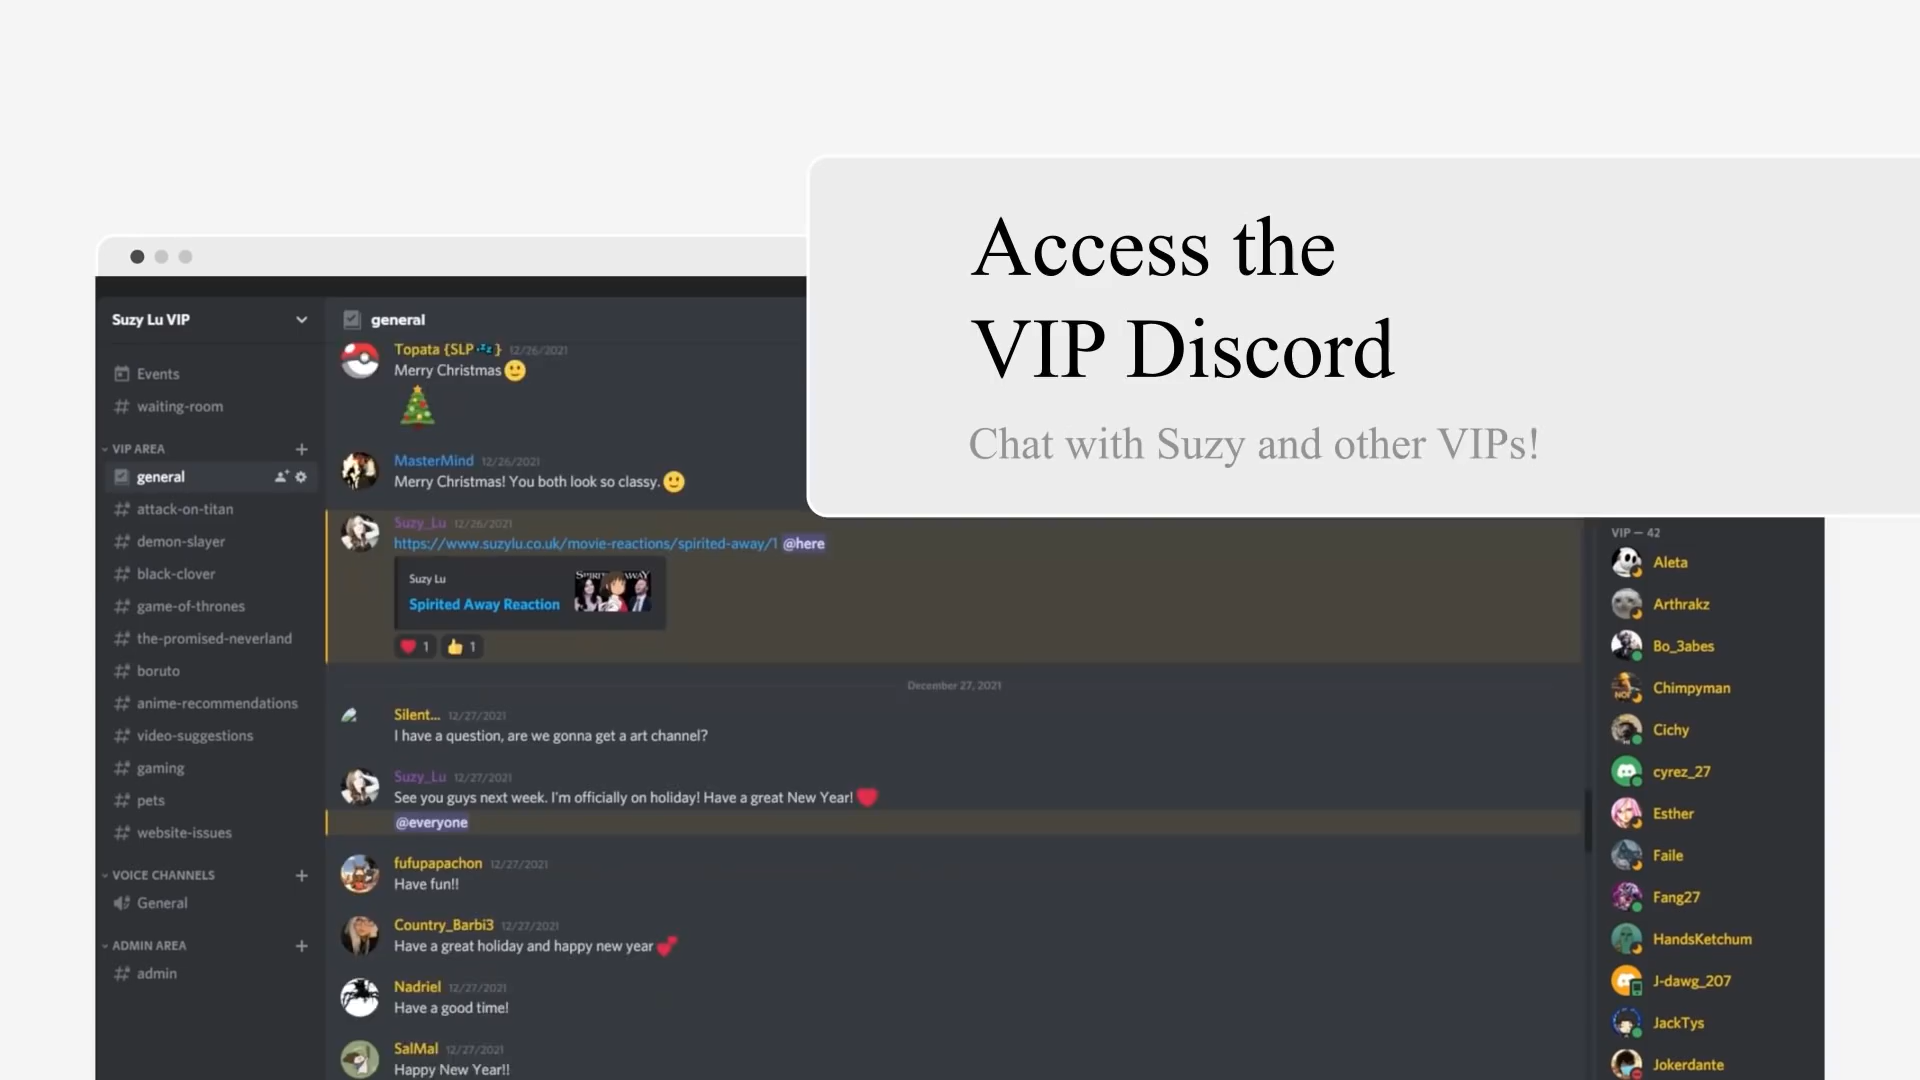 Access the
VIP Discord
Chat with Suzy and other VIPs!
Suzy Lu VIP
Events
waiting-room
VIP AREA
general
attack-on-titan
demon-slayer
black-clover
game-of-thrones
the-promised-neverland
boruto
anime-recommendations
video-suggestions
gaming
pets
website-issues
VOICE CHANNELS
General
ADMIN AREA
admin
general
Topata {SLP 💤} 12/26/2021
Merry Christmas 🙂
🎄
MasterMind 12/26/2021
Merry Christmas! You both look so classy. 🙂
Suzy_Lu 12/26/2021
https://www.suzylu.co.uk/movie-reactions/spirited-away/1 @here
Suzy Lu
Spirited Away Reaction
SPIRITED AWAY
❤️ 1 👍 1
December 27, 2021
Silent... 12/27/2021
I have a question, are we gonna get a art channel?
Suzy_Lu 12/27/2021
See you guys next week. I'm officially on holiday! Have a great New Year! ❤️
@everyone
fufupapachon 12/27/2021
Have fun!!
Country_Barbi3 12/27/2021
Have a great holiday and happy new year 💕
Nadriel 12/27/2021
Have a good time!
SalMal 12/27/2021
Happy New Year!!
VIP — 42
Aleta
Arthrakz
Bo_3abes
Chimpyman
Cichy
cyrez_27
Esther
Faile
Fang27
HandsKetchum
J-dawg_207
JackTys
Jokerdante